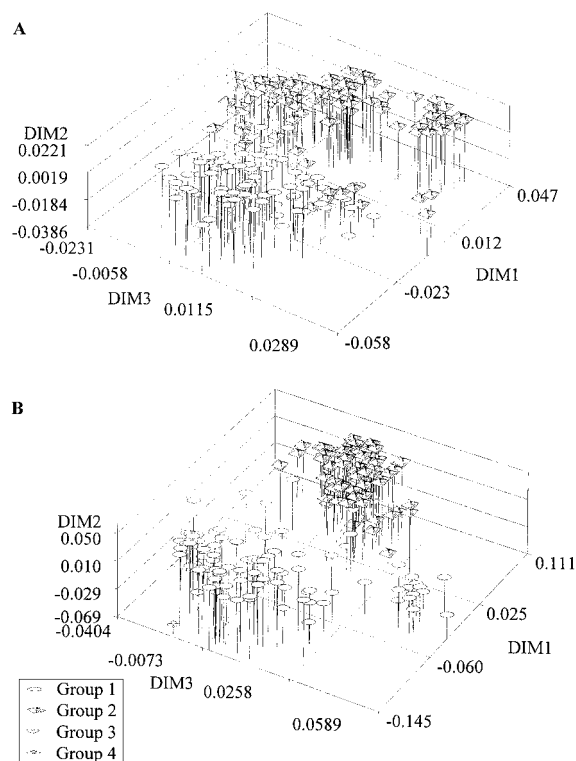 A
DIM2
0.0221
0.0019
-0.0184
-0.0386
-0.0231
-0.0058
DIM3
0.0115
0.0289
-0.058
-0.023
DIM1
0.012
0.047
B
DIM2
0.050
0.010
-0.029
-0.069
-0.0404
-0.0073
DIM3
0.0258
0.0589
-0.145
-0.060
DIM1
0.025
0.111
Group 1
Group 2
Group 3
Group 4